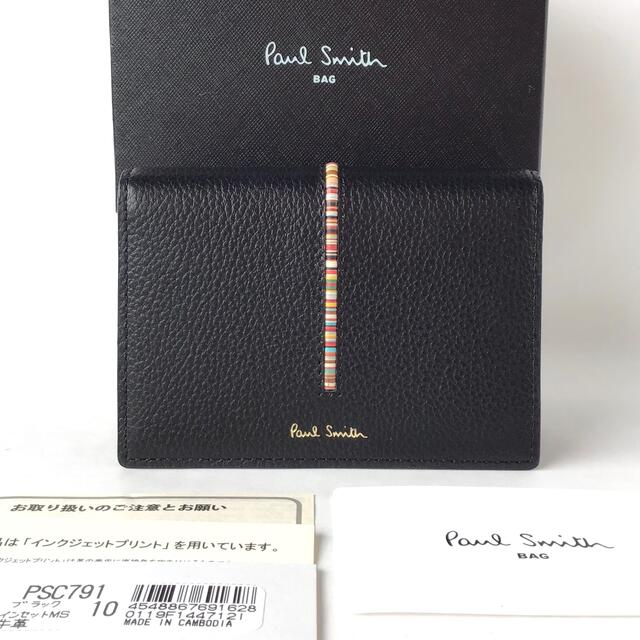 Paul Smith
BAG
Paul Smith
お取り扱いのご注意とお願い
は「インクジェットプリント」を用いています。
Paul Smith
BAG
PSC791
ブラック
インセットMS 10
牛革
4548867691628
0119F1447121
MADE IN CAMBODIA